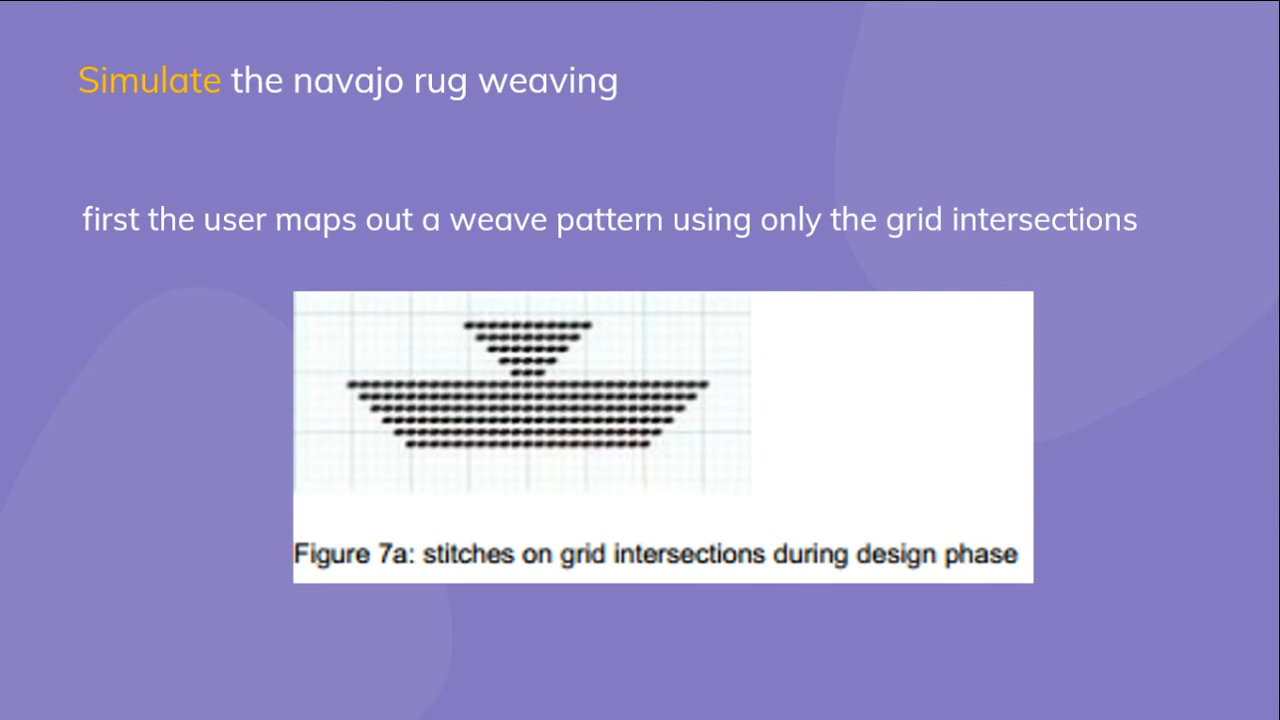 Simulate the navajo rug weaving
first the user maps out a weave pattern using only the grid intersections
Figure 7a: stitches on grid intersections during design phase